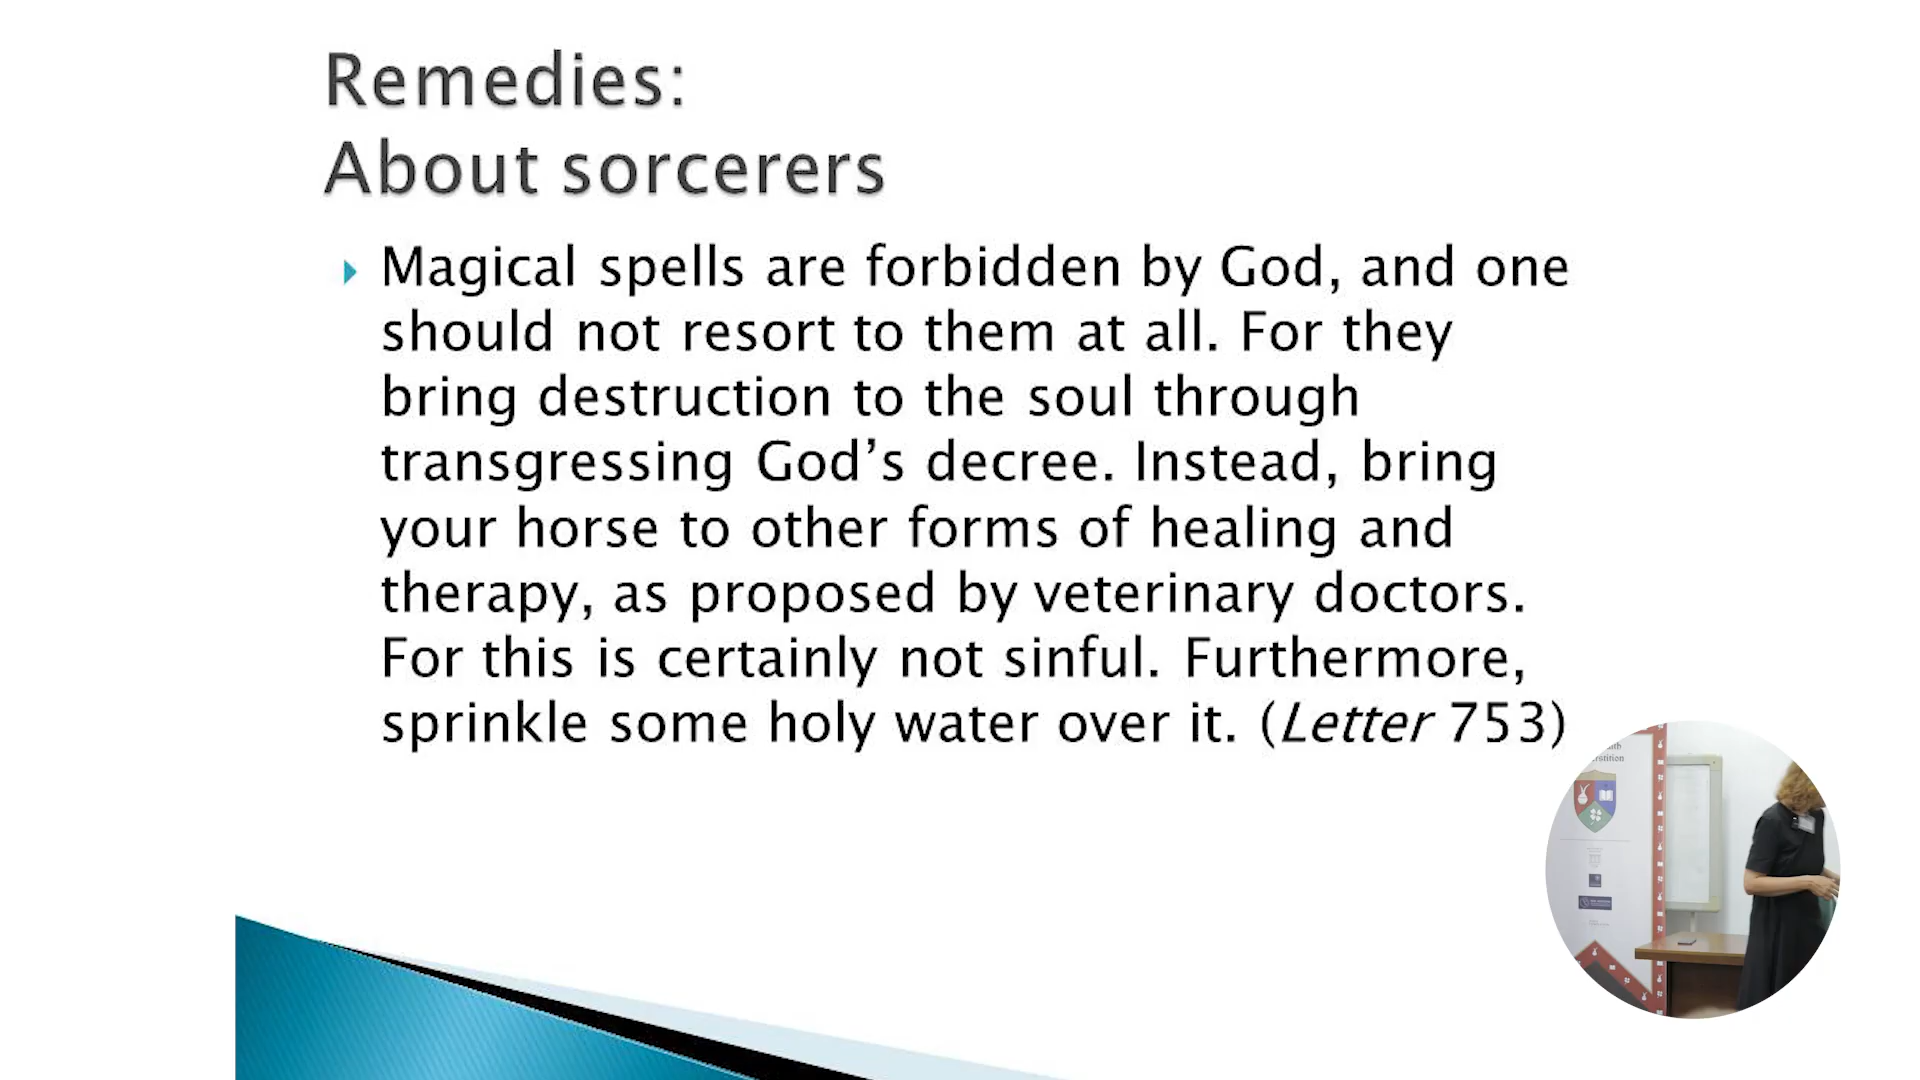 Remedies:
About sorcerers
Magical spells are forbidden by God, and one
should not resort to them at all. For they
bring destruction to the soul through
transgressing God’s decree. Instead, bring
your horse to other forms of healing and
therapy, as proposed by veterinary doctors.
For this is certainly not sinful. Furthermore,
sprinkle some holy water over it. (Letter 753)